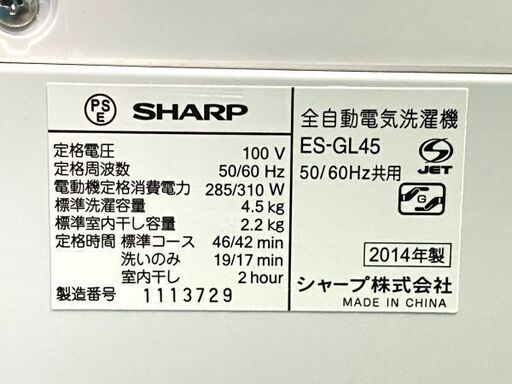 PSE SHARP
定格電圧 100 V
定格周波数 50/60 Hz
電動機定格消費電力 285/310 W
標準洗濯容量 4.5 kg
標準室内干し容量 2.2 kg
定格時間 標準コース 46/42 min
洗いのみ 19/17 min
室内干し 2 hour
製造番号 1113729
全自動電気洗濯機
ES-GL45
50/60Hz共用
S JET
G
2014年製
シャープ株式会社
MADE IN CHINA